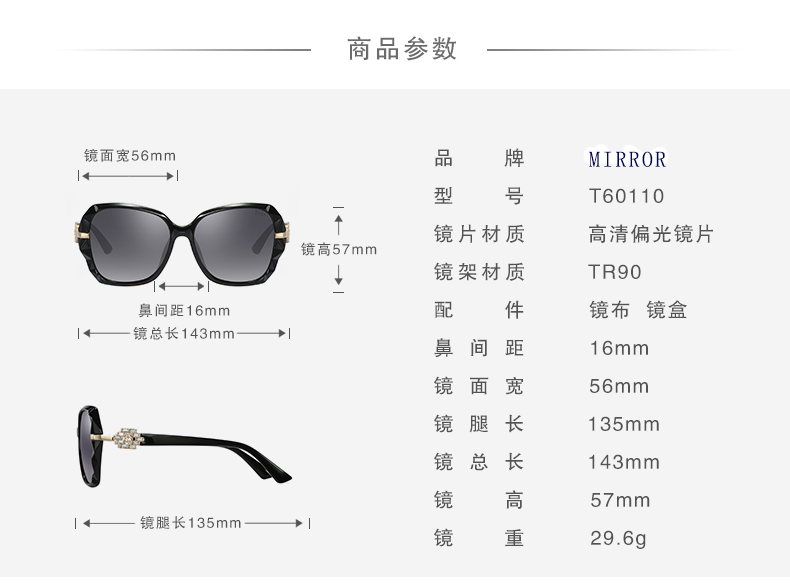 商品参数
镜面宽56mm
镜高57mm
鼻间距16mm
镜总长143mm
镜腿长135mm
品牌 MIRROR
型号 T60110
镜片材质 高清偏光镜片
镜架材质 TR90
配件 镜布 镜盒
鼻间距 16mm
镜面宽 56mm
镜腿长 135mm
镜总长 143mm
镜高 57mm
镜重 29.6g